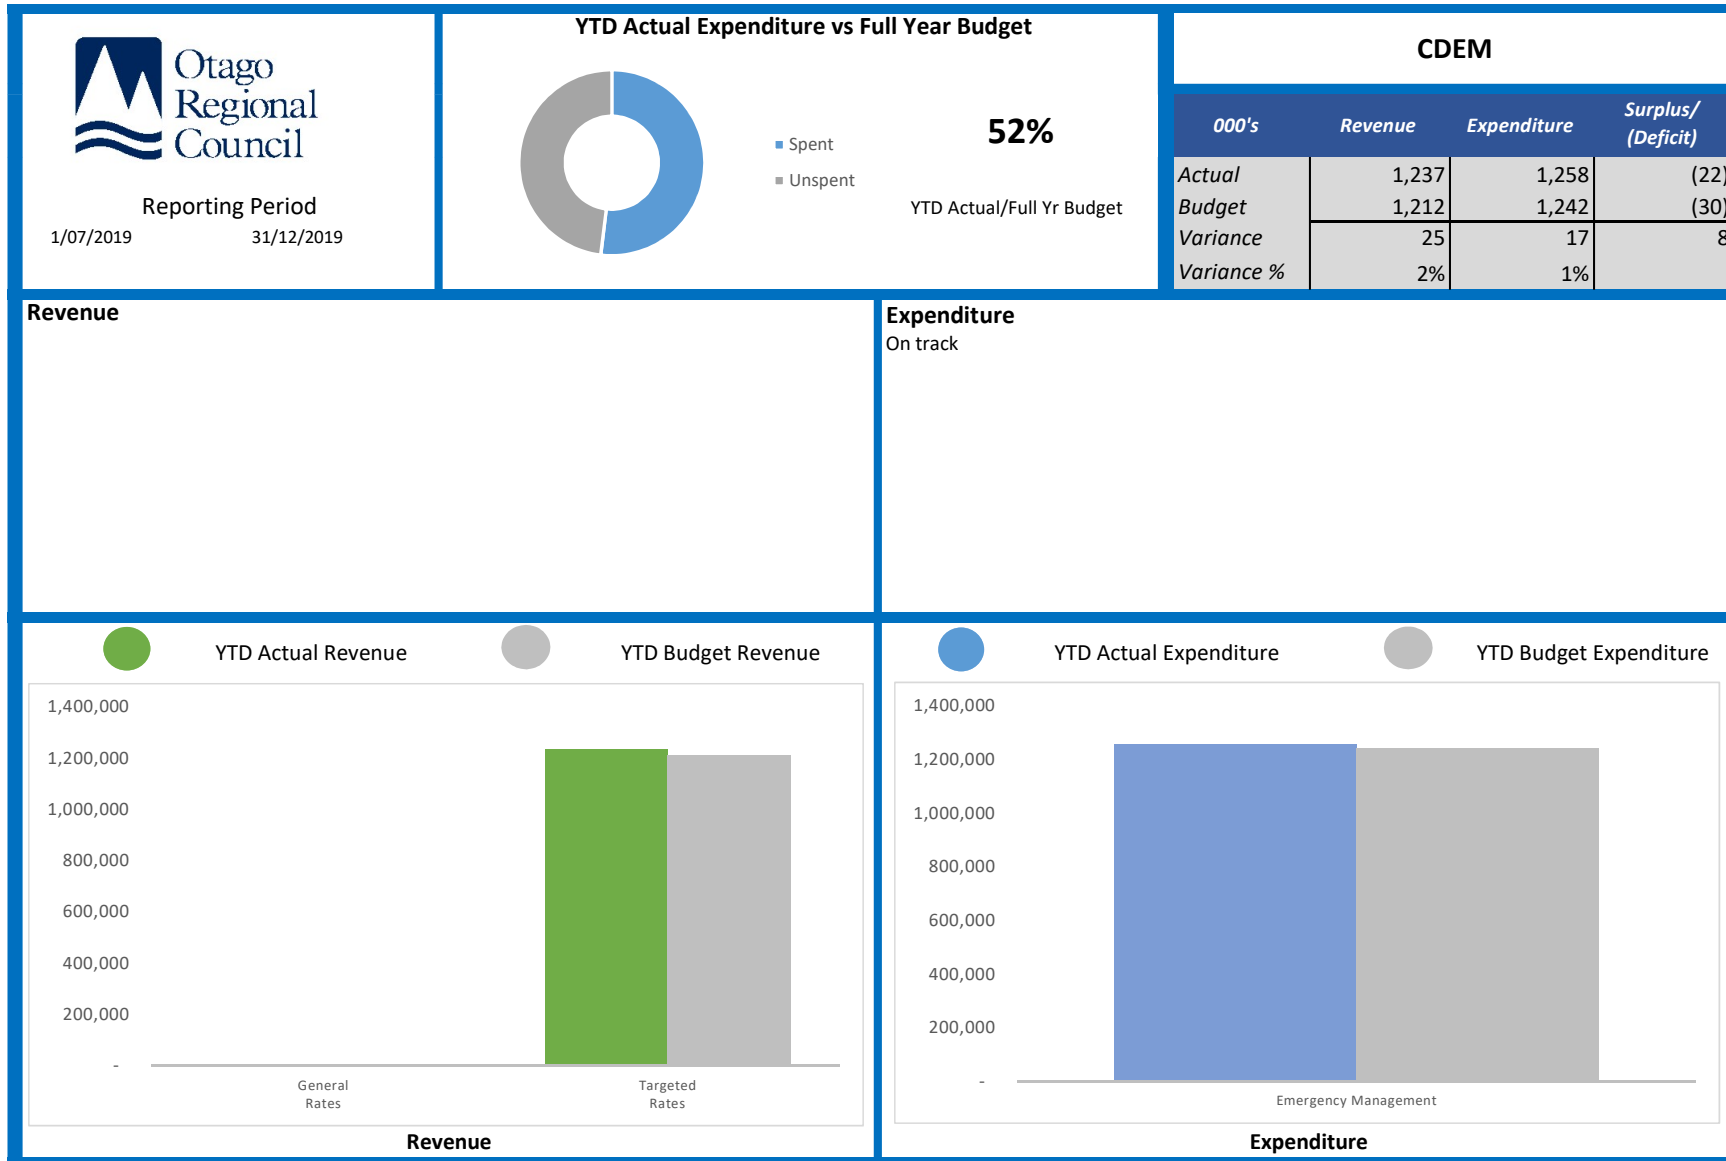 Otago
Regional
Council
Reporting Period
1/07/2019 31/12/2019
YTD Actual Expenditure vs Full Year Budget
Spent
Unspent
52%
YTD Actual/Full Yr Budget
CDEM
000's Revenue Expenditure Surplus/
(Deficit)
Actual 1,237 1,258 (22)
Budget 1,212 1,242 (30)
Variance 25 17 8
Variance % 2% 1%
Revenue
Expenditure
On track
YTD Actual Revenue YTD Budget Revenue
1,400,000
1,200,000
1,000,000
800,000
600,000
400,000
200,000
-
General
Rates
Targeted
Rates
Revenue
YTD Actual Expenditure YTD Budget Expenditure
1,400,000
1,200,000
1,000,000
800,000
600,000
400,000
200,000
-
Emergency Management
Expenditure